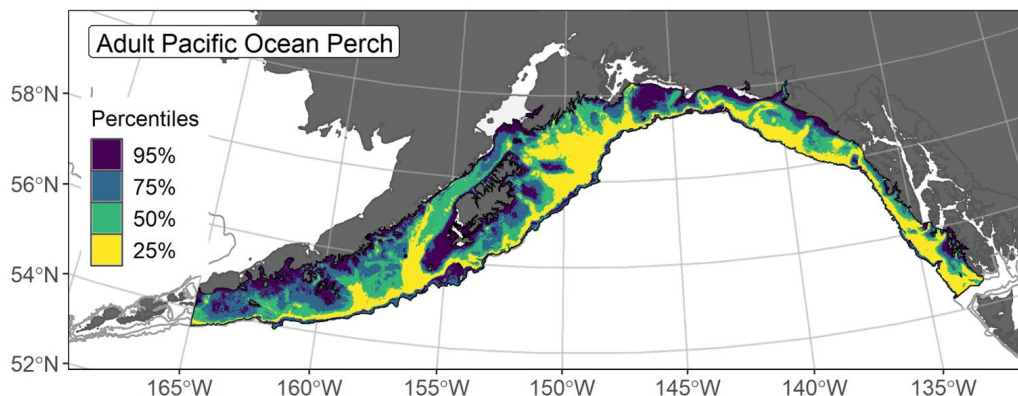 Adult Pacific Ocean Perch
58°N
56°N
54°N
52°N
Percentiles
95%
75%
50%
25%
165°W
160°W
155°W
150°W
145°W
140°W
135°W